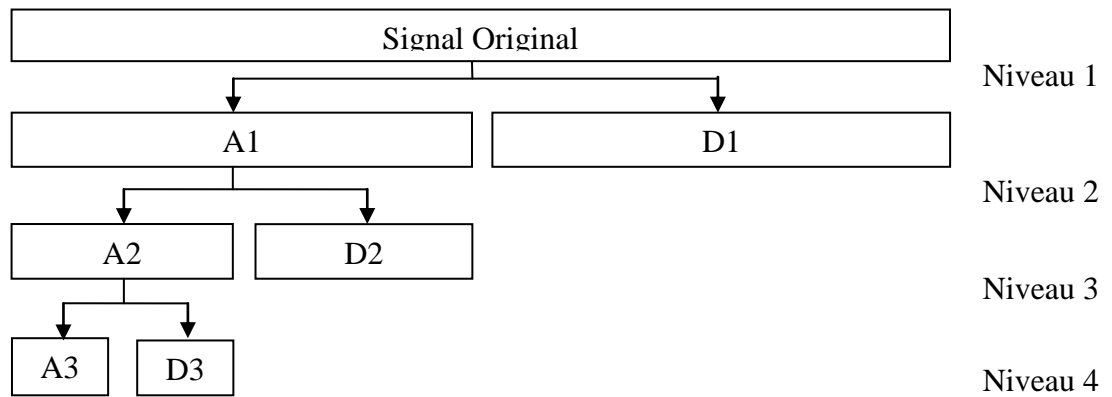 Signal Original
Niveau 1
A1 D1
Niveau 2
A2 D2
Niveau 3
A3 D3
Niveau 4